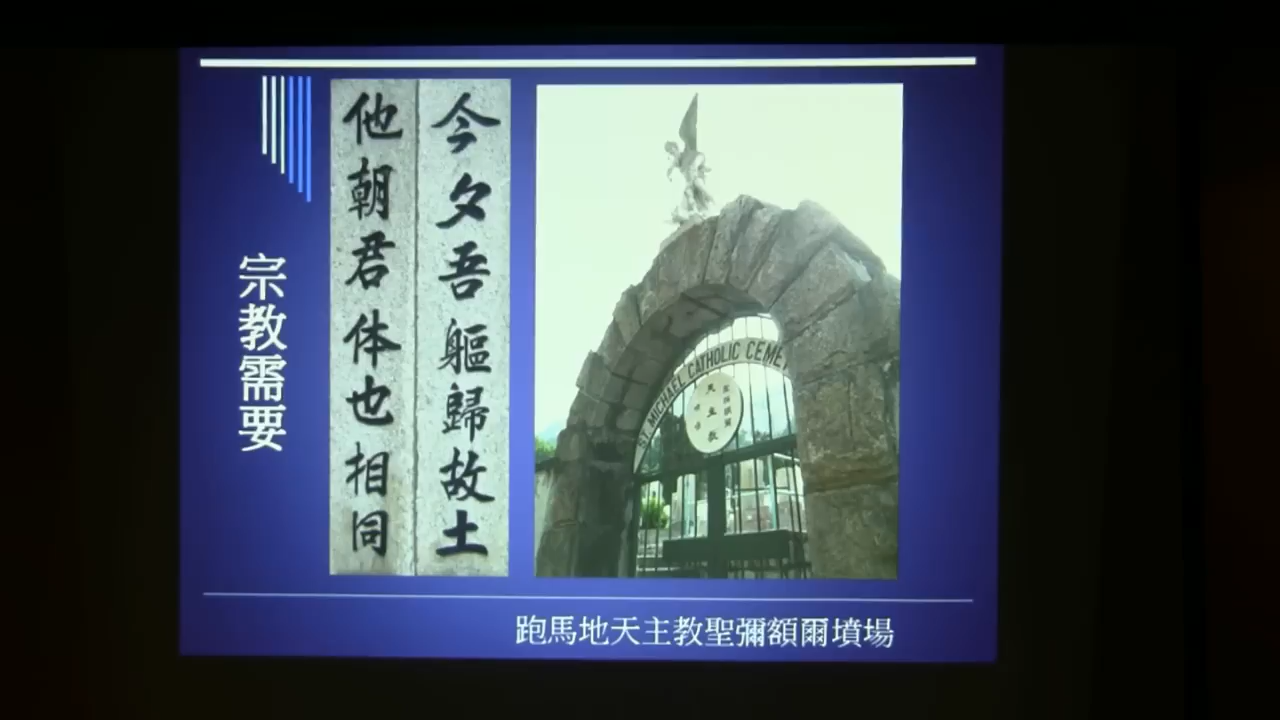 宗教需要
今夕吾軀歸故土
他朝君体也相同
ST. MICHAEL CATHOLIC CEME
天主教
跑馬地天主教聖彌額爾墳場